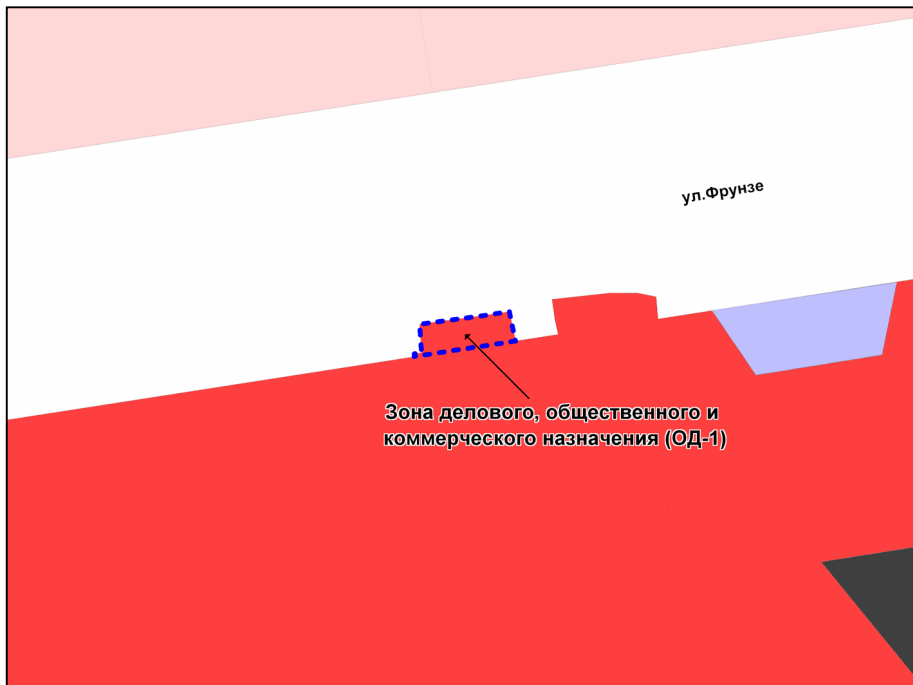 ул.Фрунзе
Зона делового, общественного и
коммерческого назначения (ОД-1)